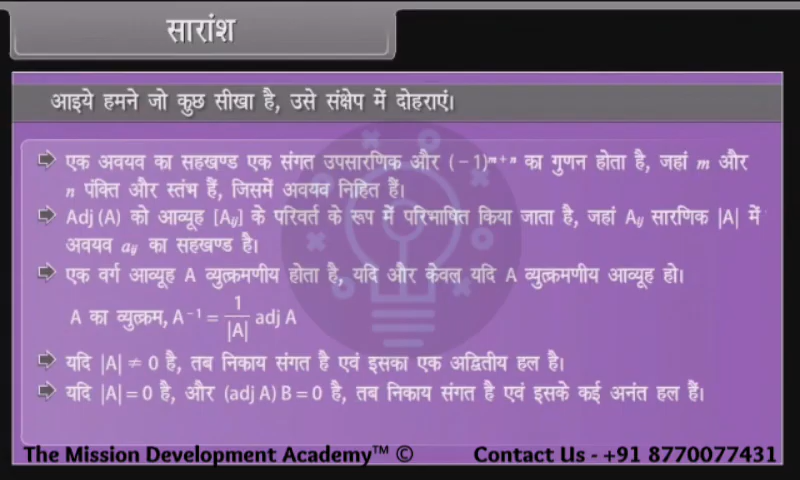 सारांश
आइये हमने जो कुछ सीखा है, उसे संक्षेप में दोहराएं।
एक अवयव का सहखण्ड एक संगत उपसारणिक और (−1)ᵐ⁺ⁿ का गुणन होता है, जहां m और
n पंक्ति और स्तंभ हैं, जिसमें अवयव निहित हैं।
Adj (A) को आव्यूह [Aᵢⱼ] के परिवर्त के रूप में परिभाषित किया जाता है, जहां Aᵢⱼ सारणिक |A| में
अवयव aᵢⱼ का सहखण्ड है।
एक वर्ग आव्यूह A व्युत्क्रमणीय होता है, यदि और केवल यदि A व्युत्क्रमणीय आव्यूह हो।
A का व्युत्क्रम, A⁻¹ = 1/|A| adj A
यदि |A| ≠ 0 है, तब निकाय संगत है एवं इसका एक अद्वितीय हल है।
यदि |A| = 0 है, और (adj A) B = 0 है, तब निकाय संगत है एवं इसके कई अनंत हल हैं।
The Mission Development Academy™ © Contact Us - +91 8770077431